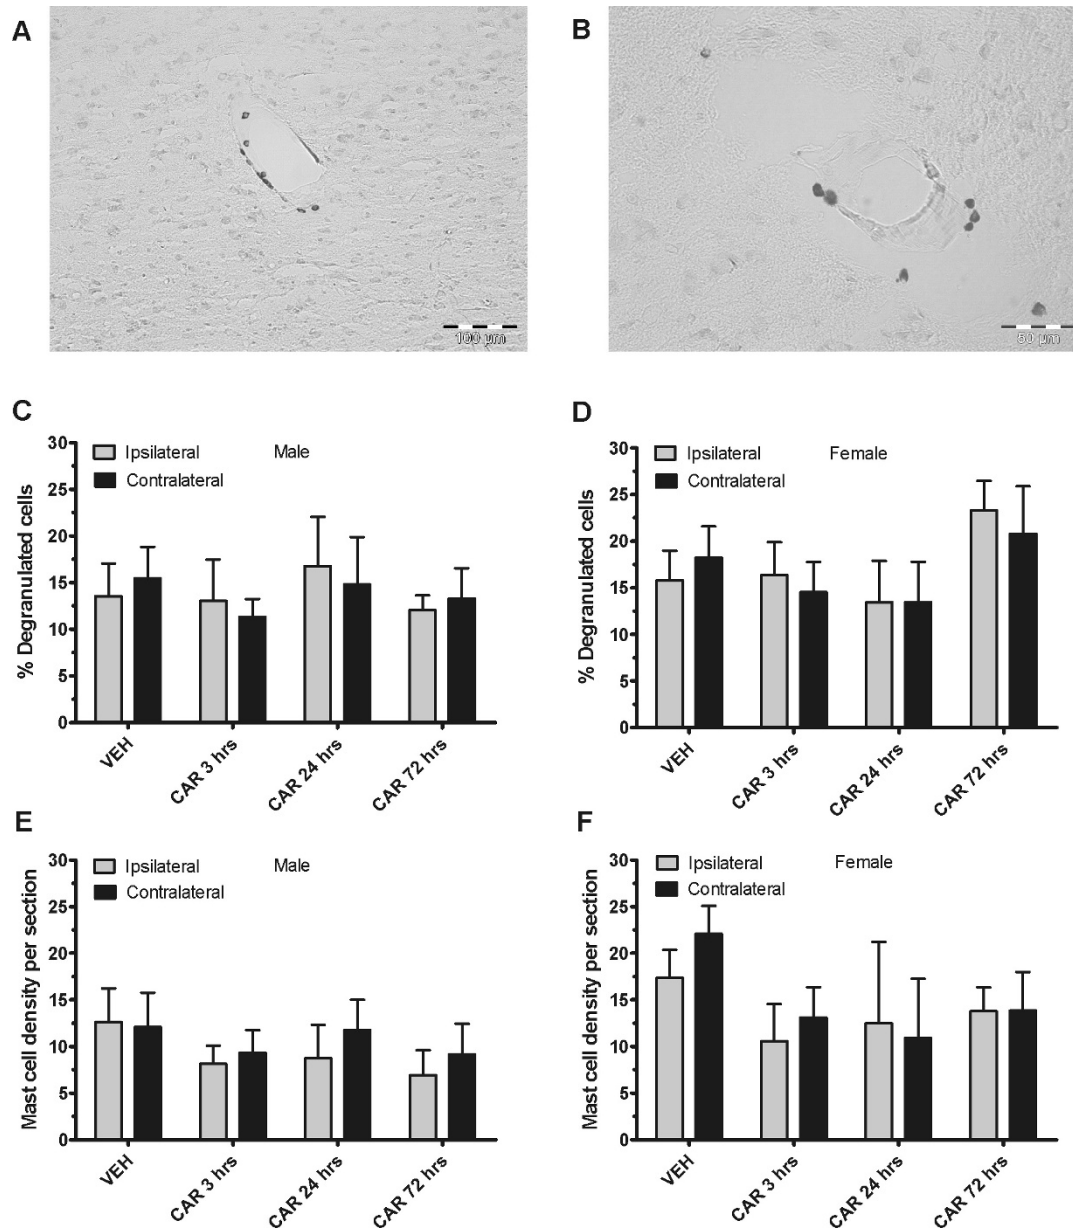 A
B
100 µm
50 µm
C
D
30
25
20
15
10
5
0
% Degranulated cells
Ipsilateral
Male
Contralateral
VEH
CAR 3 hrs
CAR 24 hrs
CAR 72 hrs
30
25
20
15
10
5
0
% Degranulated cells
Ipsilateral
Female
Contralateral
VEH
CAR 3 hrs
CAR 24 hrs
CAR 72 hrs
E
F
30
25
20
15
10
5
0
Mast cell density per section
Ipsilateral
Male
Contralateral
VEH
CAR 3 hrs
CAR 24 hrs
CAR 72 hrs
30
25
20
15
10
5
0
Mast cell density per section
Ipsilateral
Female
Contralateral
VEH
CAR 3 hrs
CAR 24 hrs
CAR 72 hrs